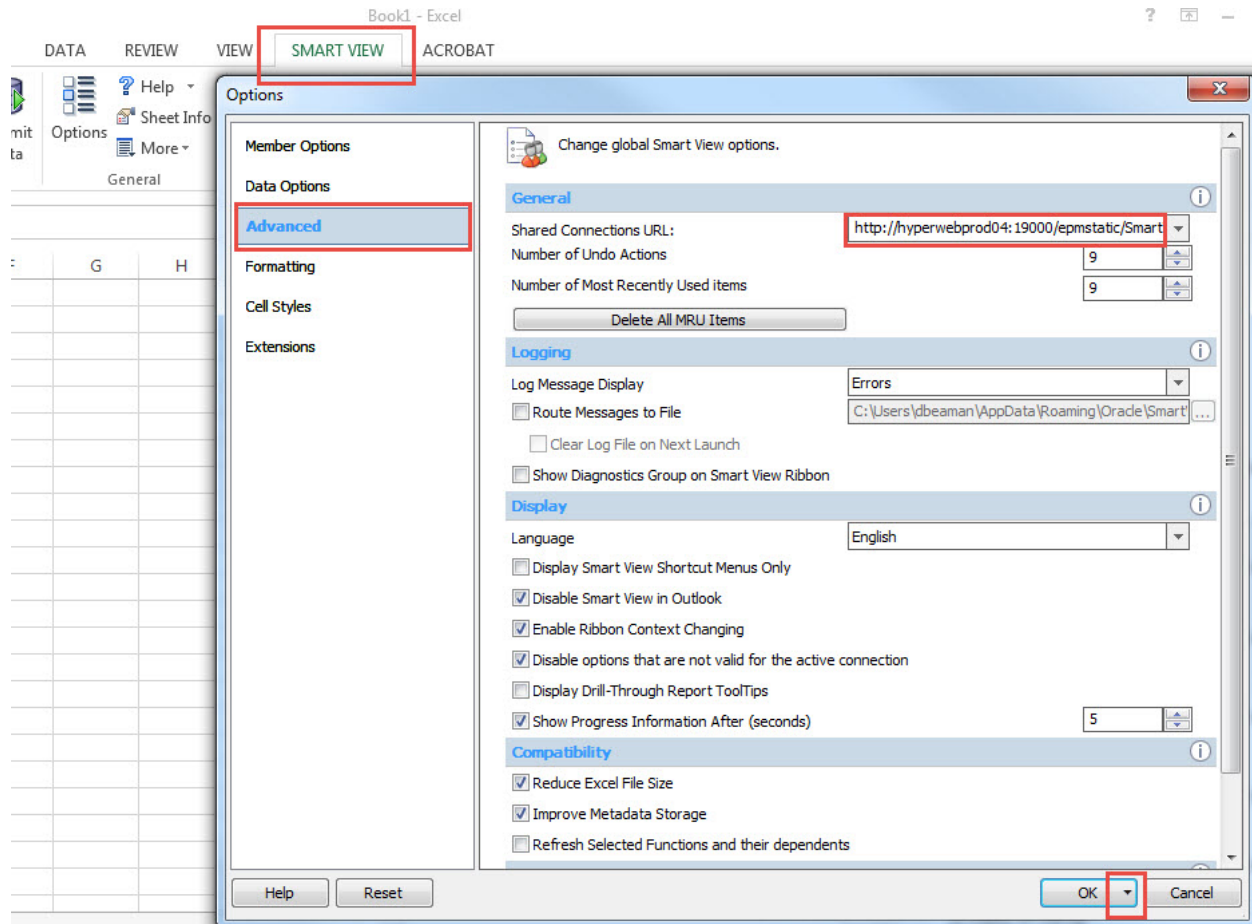 Book1 - Excel
DATA REVIEW VIEW SMART VIEW ACROBAT
Help
Sheet Info
More
mit
ta
Options
General
G H
Options
Member Options
Data Options
Advanced
Formatting
Cell Styles
Extensions
Change global Smart View options.
General
Shared Connections URL: http://hyperwebprod04:19000/epmstatic/Smart
Number of Undo Actions 9
Number of Most Recently Used items 9
Delete All MRU Items
Logging
Log Message Display Errors
Route Messages to File C:\Users\dbeaman\AppData\Roaming\Oracle\Smart ...
Clear Log File on Next Launch
Show Diagnostics Group on Smart View Ribbon
Display
Language English
Display Smart View Shortcut Menus Only
Disable Smart View in Outlook
Enable Ribbon Context Changing
Disable options that are not valid for the active connection
Display Drill-Through Report ToolTips
Show Progress Information After (seconds) 5
Compatibility
Reduce Excel File Size
Improve Metadata Storage
Refresh Selected Functions and their dependents
Help Reset OK Cancel